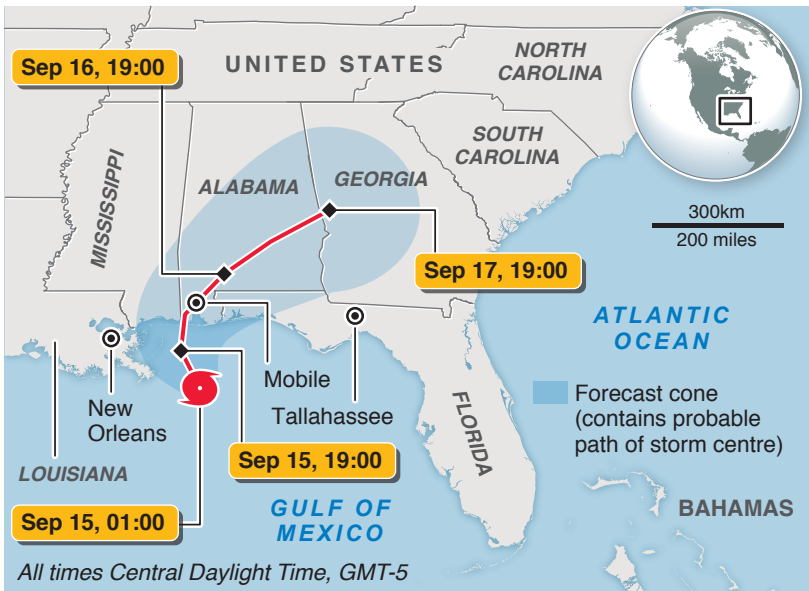 Sep 16, 19:00
UNITED STATES
NORTH
CAROLINA
SOUTH
CAROLINA
MISSISSIPPI
ALABAMA
GEORGIA
300km
200 miles
Sep 17, 19:00
ATLANTIC
OCEAN
Mobile
New
Orleans
Tallahassee
FLORIDA
Forecast cone
(contains probable
path of storm centre)
Sep 15, 19:00
LOUISIANA
Sep 15, 01:00
GULF OF
MEXICO
BAHAMAS
All times Central Daylight Time, GMT-5